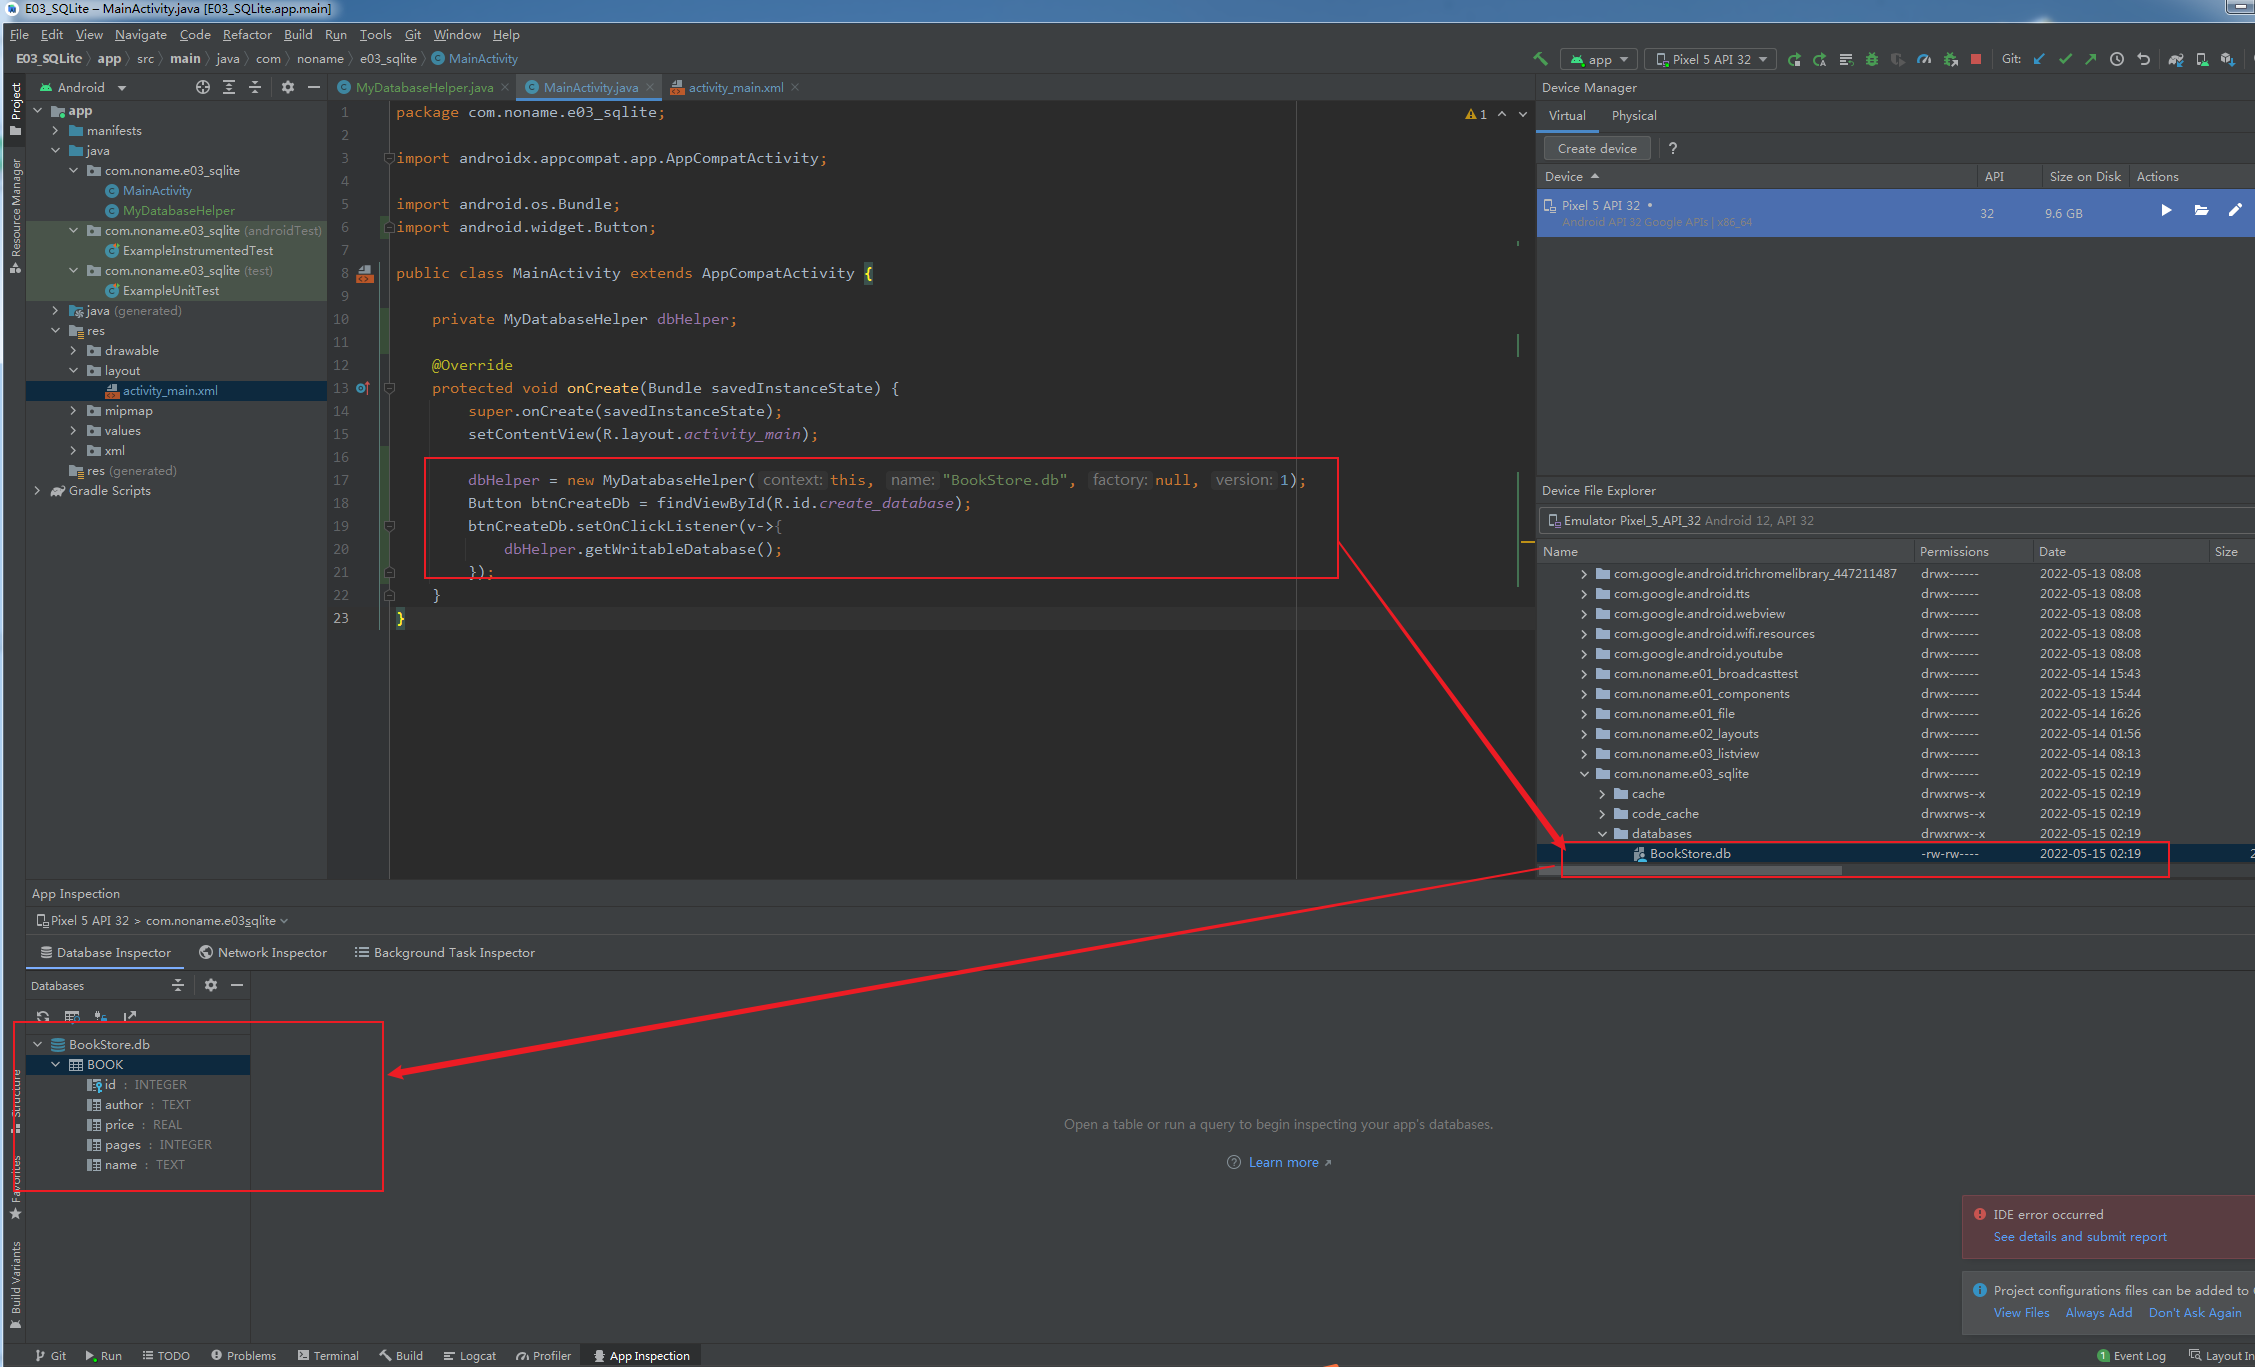 E03_SQLite – MainActivity.java [E03_SQLite.app.main]
File Edit View Navigate Code Refactor Build Run Tools Git Window Help
E03_SQLite app src main java com noname e03_sqlite MainActivity
app Pixel 5 API 32 Git:
Project
Resource Manager
Structure
Favorites
Build Variants
Android
app
manifests
java
com.noname.e03_sqlite
MainActivity
MyDatabaseHelper
com.noname.e03_sqlite (androidTest)
ExampleInstrumentedTest
com.noname.e03_sqlite (test)
ExampleUnitTest
java (generated)
res
drawable
layout
activity_main.xml
mipmap
values
xml
res (generated)
Gradle Scripts
MyDatabaseHelper.java MainActivity.java activity_main.xml
1
1 package com.noname.e03_sqlite;
2
3 import androidx.appcompat.app.AppCompatActivity;
4
5 import android.os.Bundle;
6 import android.widget.Button;
7
8 public class MainActivity extends AppCompatActivity {
9
10 private MyDatabaseHelper dbHelper;
11
12 @Override
13 protected void onCreate(Bundle savedInstanceState) {
14 super.onCreate(savedInstanceState);
15 setContentView(R.layout.activity_main);
16
17 dbHelper = new MyDatabaseHelper( context: this, name: "BookStore.db", factory: null, version: 1);
18 Button btnCreateDb = findViewById(R.id.create_database);
19 btnCreateDb.setOnClickListener(v->{
20 dbHelper.getWritableDatabase();
21 });
22 }
23 }
Device Manager
Virtual Physical
Create device ?
Device API Size on Disk Actions
Pixel 5 API 32 •
Android API 32 Google APIs | x86_64
32 9.6 GB
Device File Explorer
Emulator Pixel_5_API_32 Android 12, API 32
Name Permissions Date Size
com.google.android.trichromelibrary_447211487 drwx------ 2022-05-13 08:08
com.google.android.tts drwx------ 2022-05-13 08:08
com.google.android.webview drwx------ 2022-05-13 08:08
com.google.android.wifi.resources drwx------ 2022-05-13 08:08
com.google.android.youtube drwx------ 2022-05-13 08:08
com.noname.e01_broadcasttest drwx------ 2022-05-14 15:43
com.noname.e01_components drwx------ 2022-05-13 15:44
com.noname.e01_file drwx------ 2022-05-14 16:26
com.noname.e02_layouts drwx------ 2022-05-14 01:56
com.noname.e03_listview drwx------ 2022-05-14 08:13
com.noname.e03_sqlite drwx------ 2022-05-15 02:19
cache drwxrws--x 2022-05-15 02:19
code_cache drwxrws--x 2022-05-15 02:19
databases drwxrwx--x 2022-05-15 02:19
BookStore.db -rw-rw---- 2022-05-15 02:19 2
App Inspection
Pixel 5 API 32 > com.noname.e03sqlite
Database Inspector Network Inspector Background Task Inspector
Databases
BookStore.db
BOOK
id : INTEGER
author : TEXT
price : REAL
pages : INTEGER
name : TEXT
Open a table or run a query to begin inspecting your app's databases.
Learn more
IDE error occurred
See details and submit report
Project configurations files can be added to
View Files Always Add Don't Ask Again
Git Run TODO Problems Terminal Build Logcat Profiler App Inspection
1 Event Log Layout In